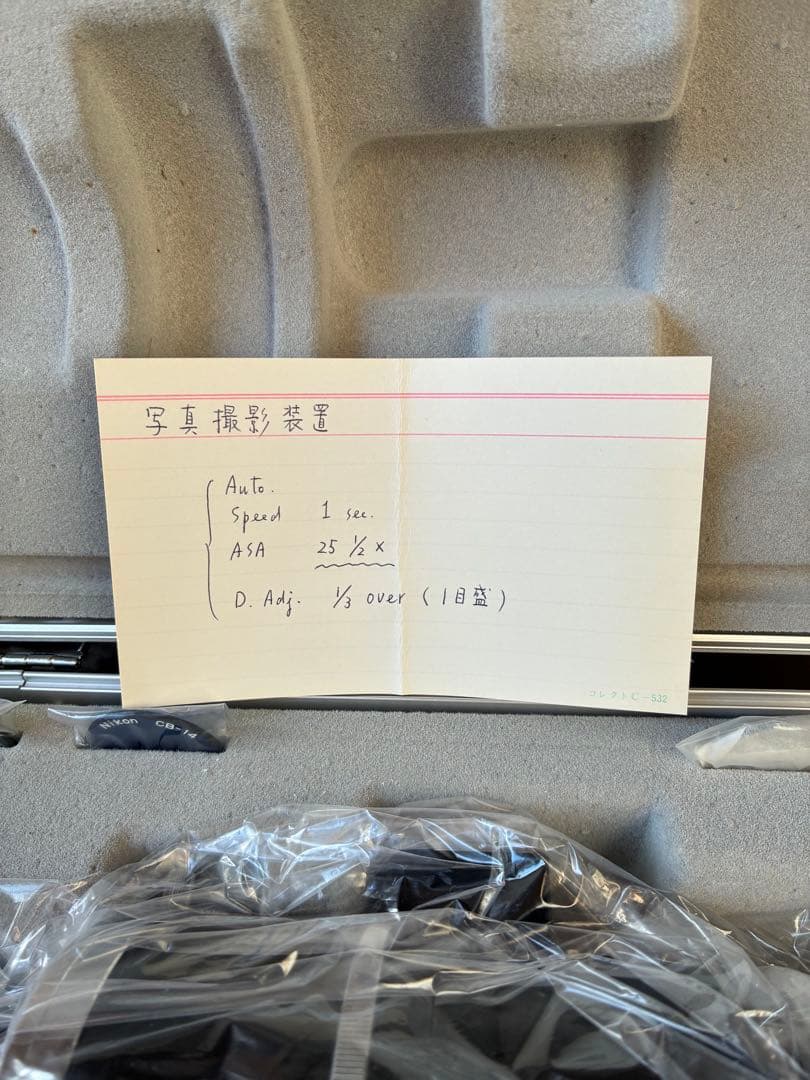 写真撮影装置
Auto.
Speed 1 sec.
ASA 25 1/2 x
D. Adj. 1/3 over (1目盛)
コレクト C-532
Nikon CB-14